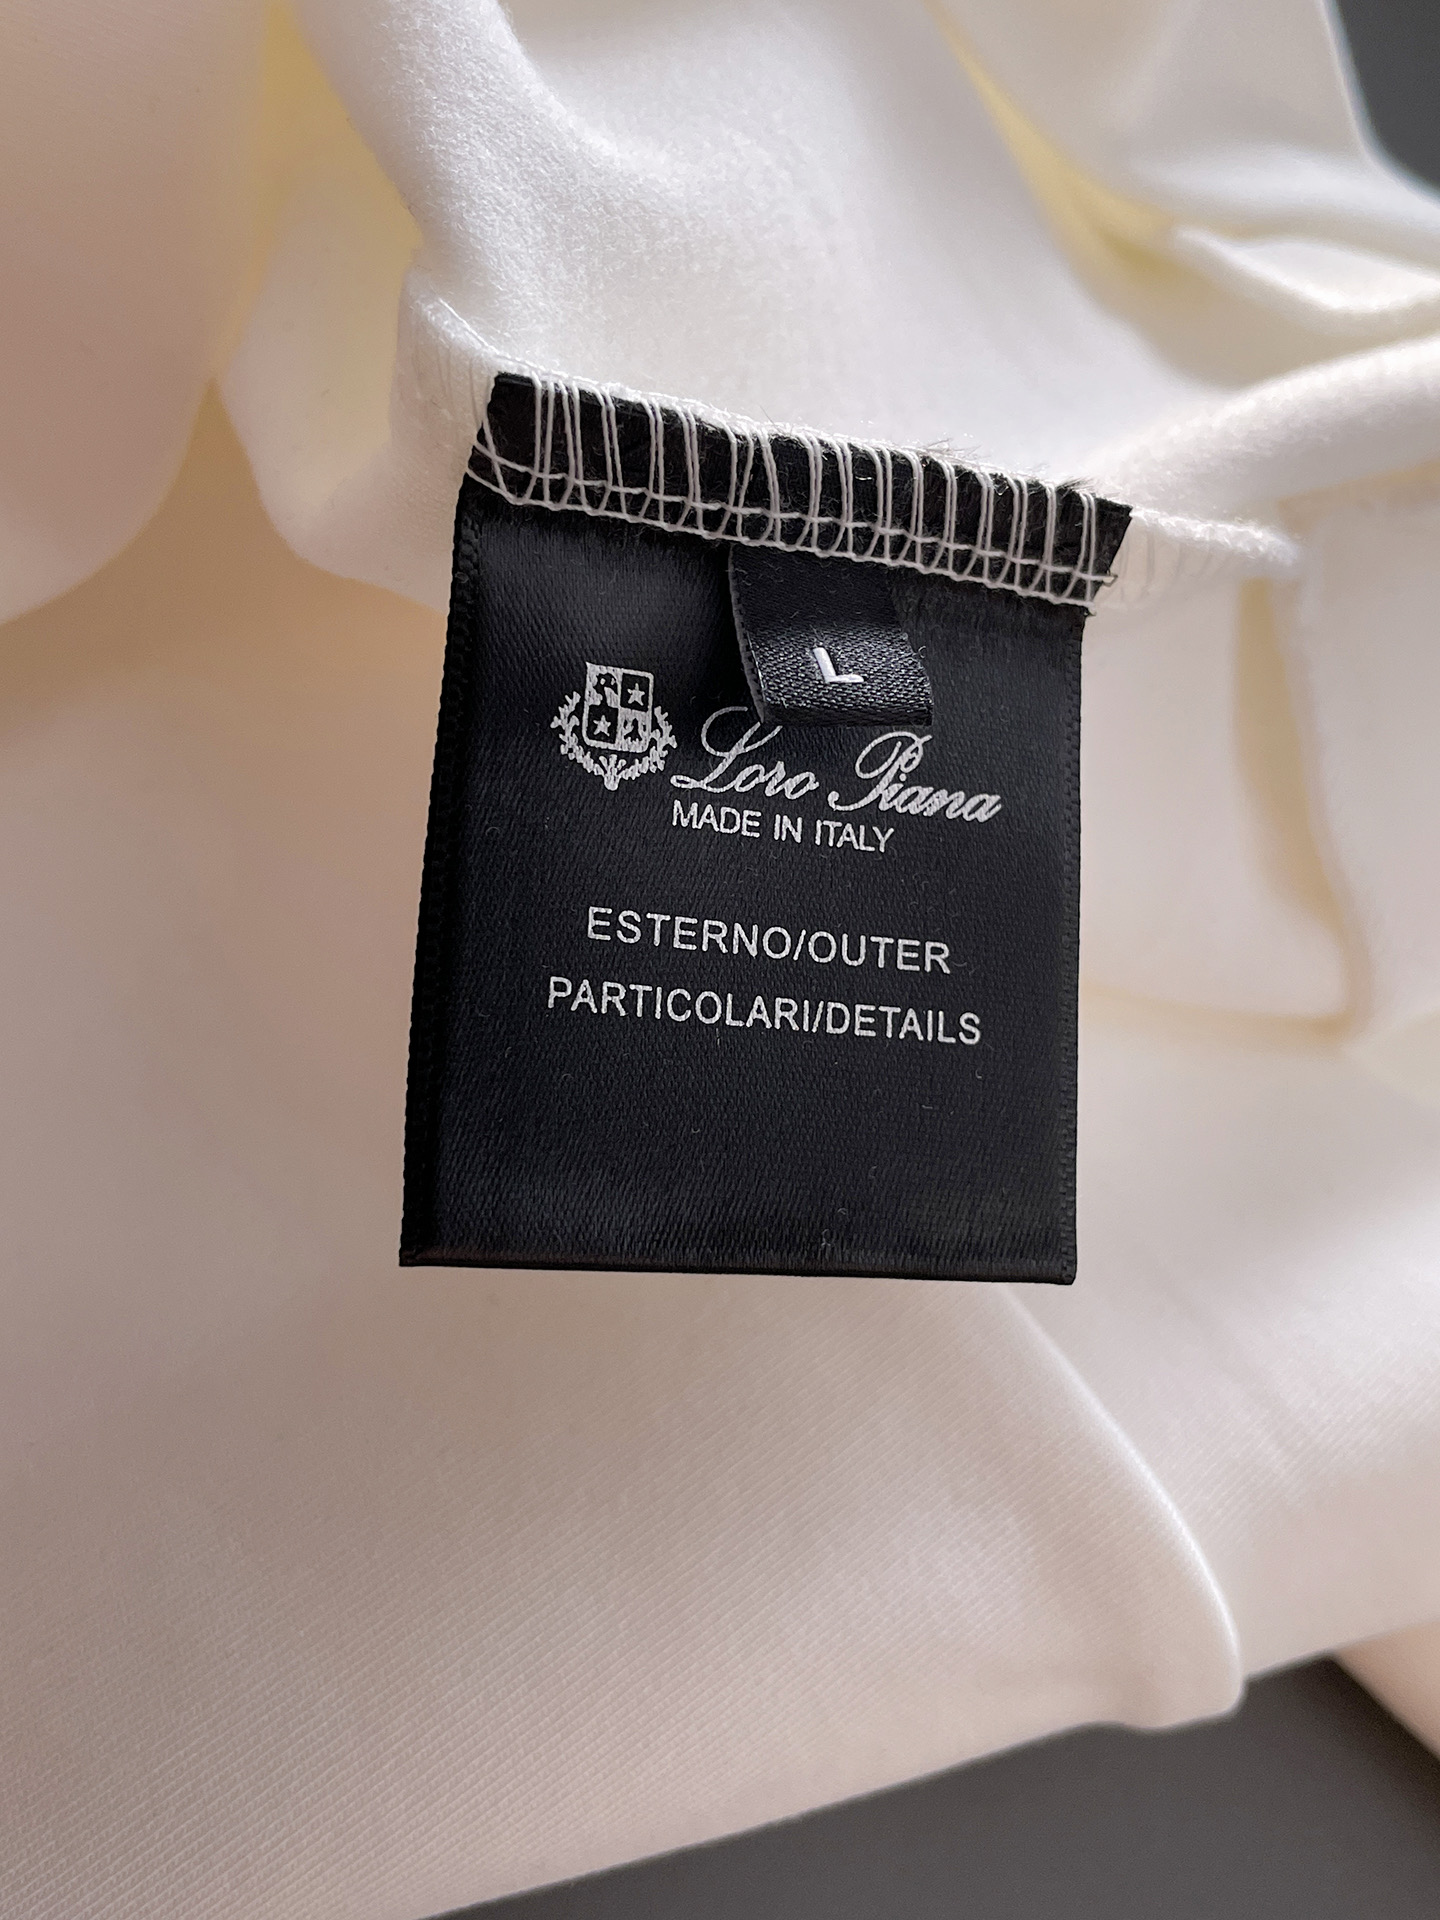 L
Loro Piana
MADE IN ITALY
ESTERNO/OUTER
PARTICOLARI/DETAILS